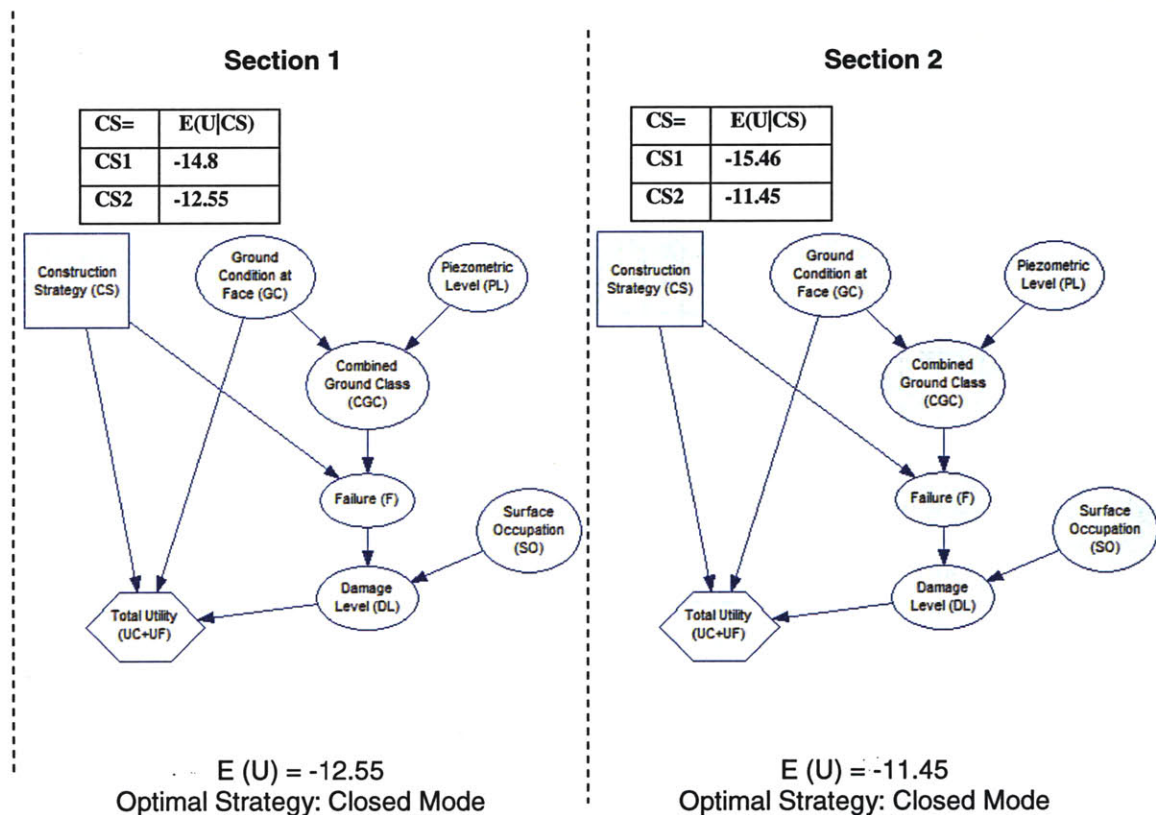 Section 1
CS= E(U|CS)
CS1 -14.8
CS2 -12.55
Construction
Strategy (CS)
Ground
Condition at
Face (GC)
Piezometric
Level (PL)
Combined
Ground Class
(CGC)
Failure (F)
Surface
Occupation
(SO)
Damage
Level (DL)
Total Utility
(UC+UF)
E (U) = -12.55
Optimal Strategy: Closed Mode
Section 2
CS= E(U|CS)
CS1 -15.46
CS2 -11.45
Construction
Strategy (CS)
Ground
Condition at
Face (GC)
Piezometric
Level (PL)
Combined
Ground Class
(CGC)
Failure (F)
Surface
Occupation
(SO)
Damage
Level (DL)
Total Utility
(UC+UF)
E (U) = -11.45
Optimal Strategy: Closed Mode